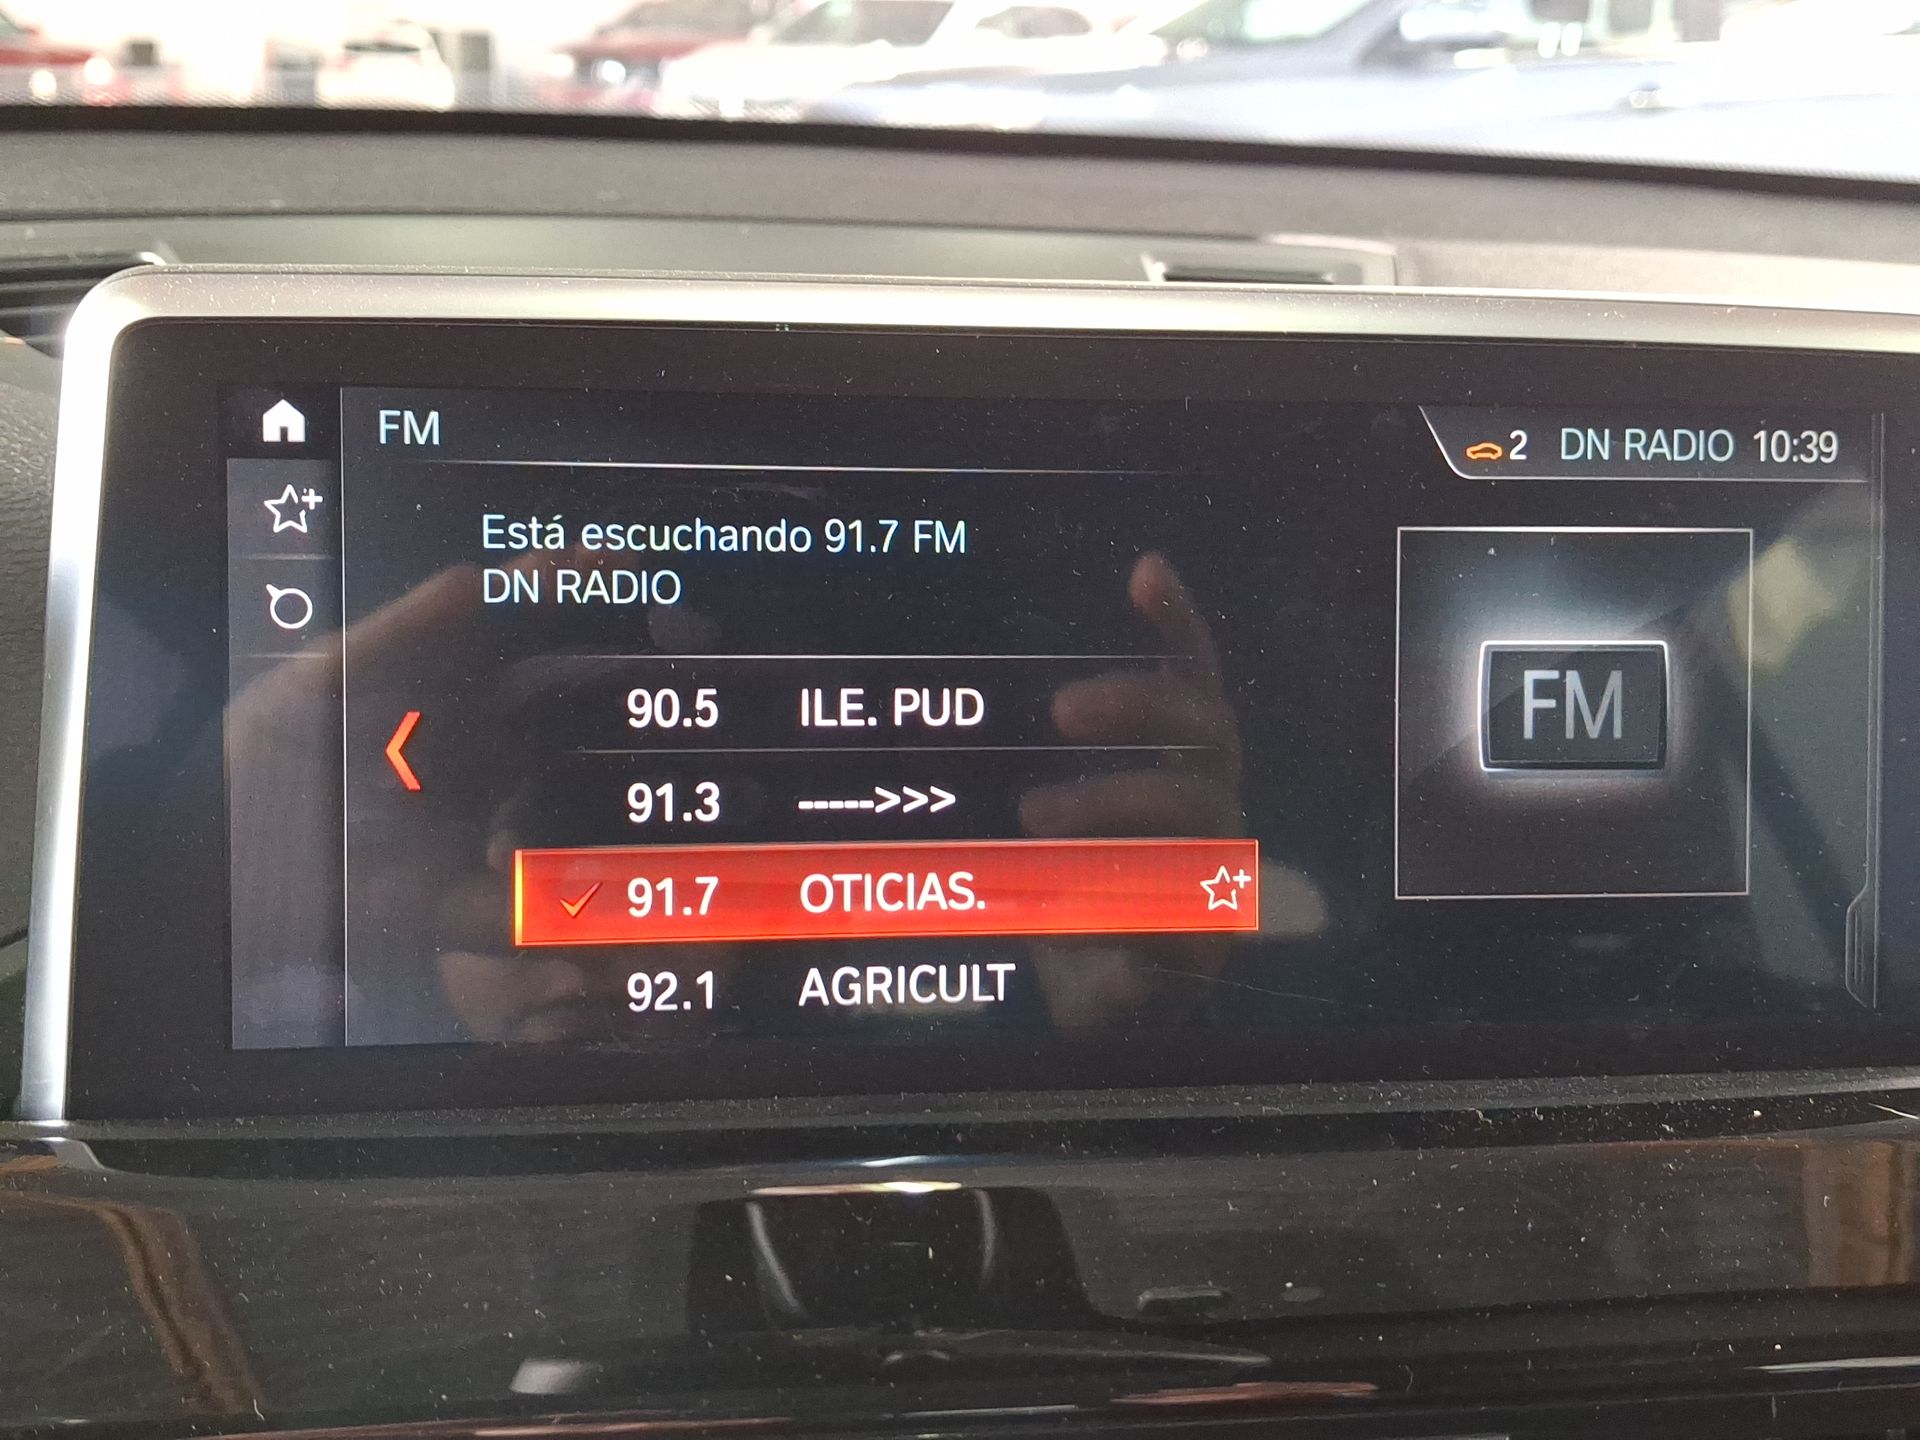 FM
2 DN RADIO 10:39
Está escuchando 91.7 FM
DN RADIO
90.5 ILE. PUD
91.3 ----->>>
91.7 OTICIAS.
92.1 AGRICULT
FM